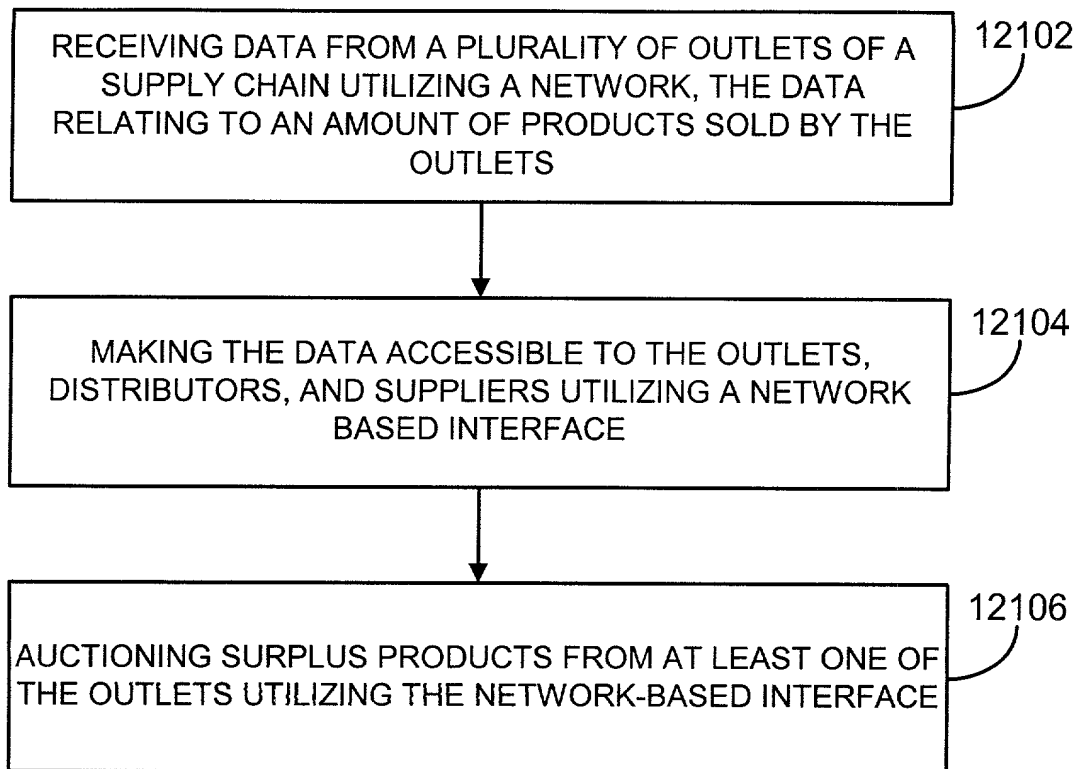 RECEIVING DATA FROM A PLURALITY OF OUTLETS OF A
SUPPLY CHAIN UTILIZING A NETWORK, THE DATA
RELATING TO AN AMOUNT OF PRODUCTS SOLD BY THE
OUTLETS
12102
MAKING THE DATA ACCESSIBLE TO THE OUTLETS,
DISTRIBUTORS, AND SUPPLIERS UTILIZING A NETWORK
BASED INTERFACE
12104
AUCTIONING SURPLUS PRODUCTS FROM AT LEAST ONE OF
THE OUTLETS UTILIZING THE NETWORK-BASED INTERFACE
12106